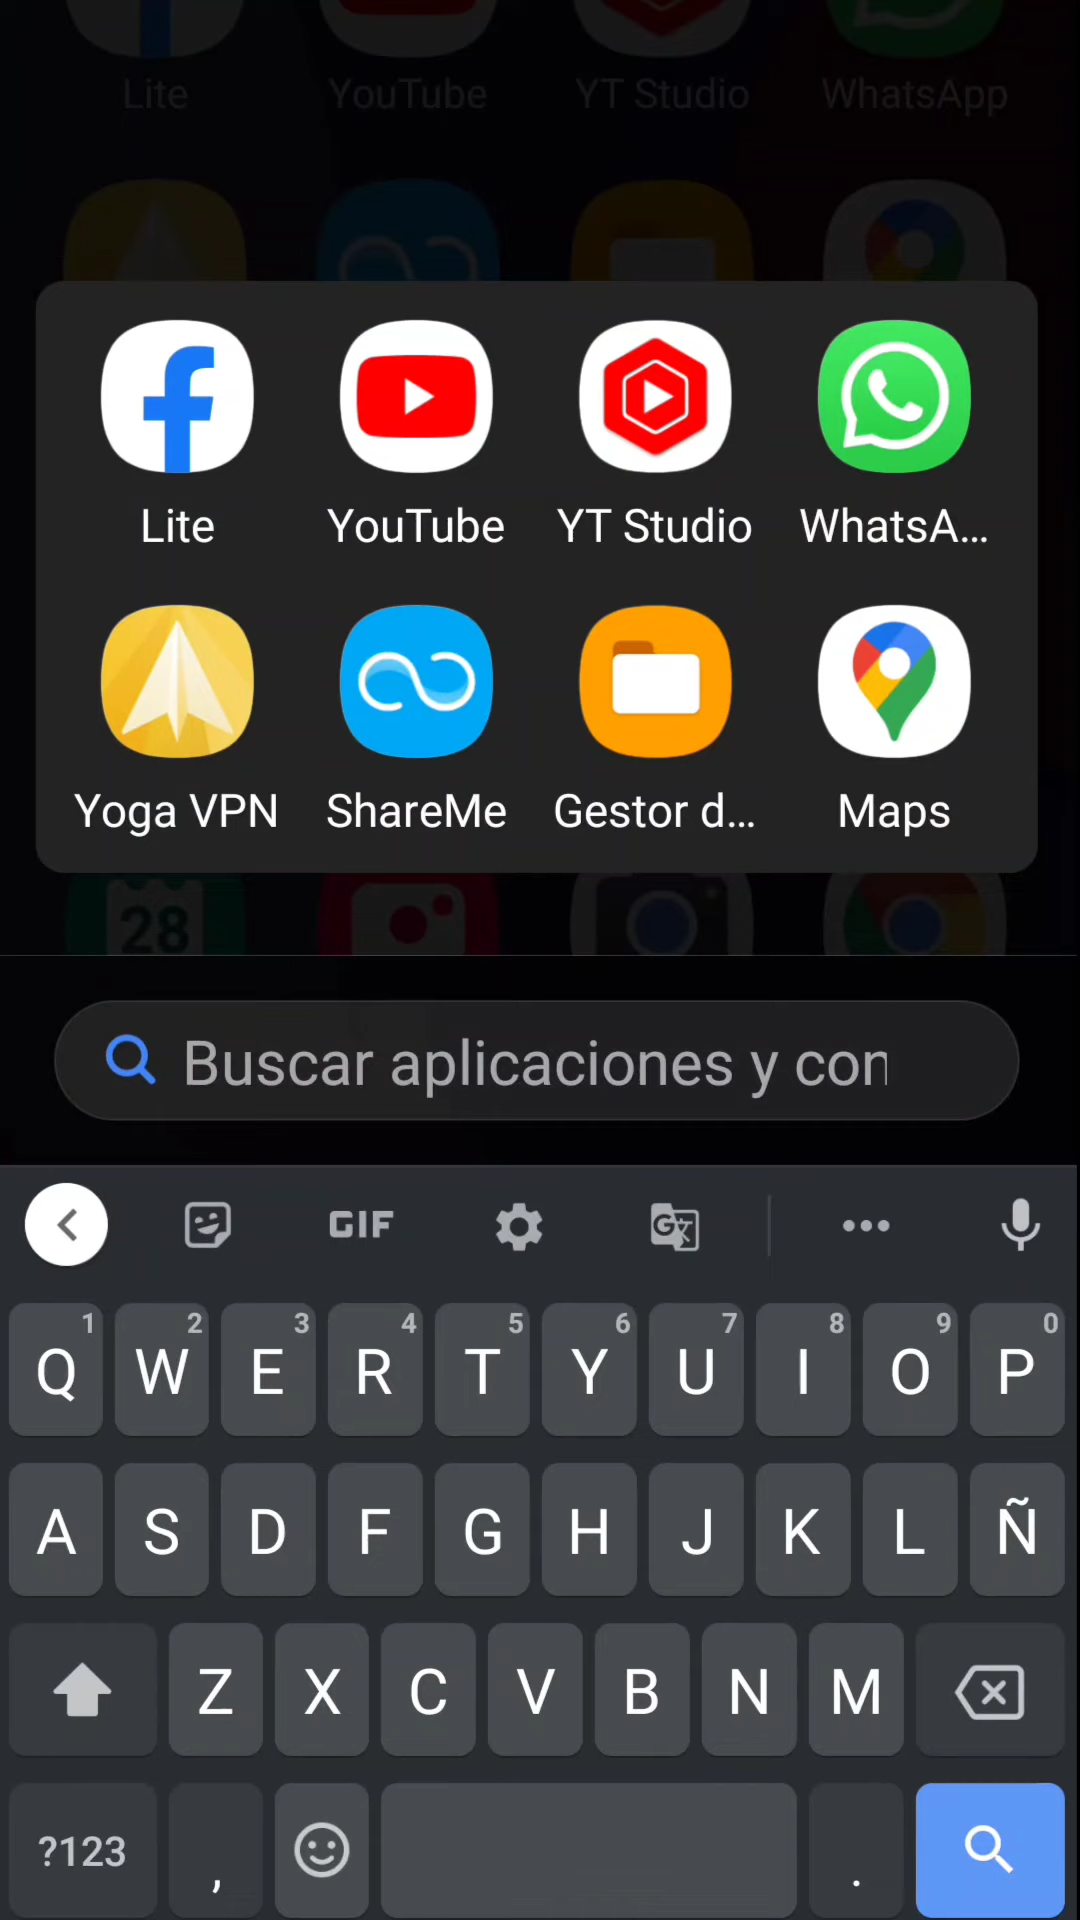 Lite YouTube YT Studio WhatsApp
Lite YouTube YT Studio WhatsA...
Yoga VPN ShareMe Gestor d... Maps
28
Buscar aplicaciones y con
GIF
1 2 3 4 5 6 7 8 9 0
Q W E R T Y U I O P
A S D F G H J K L Ñ
Z X C V B N M
?123 , .